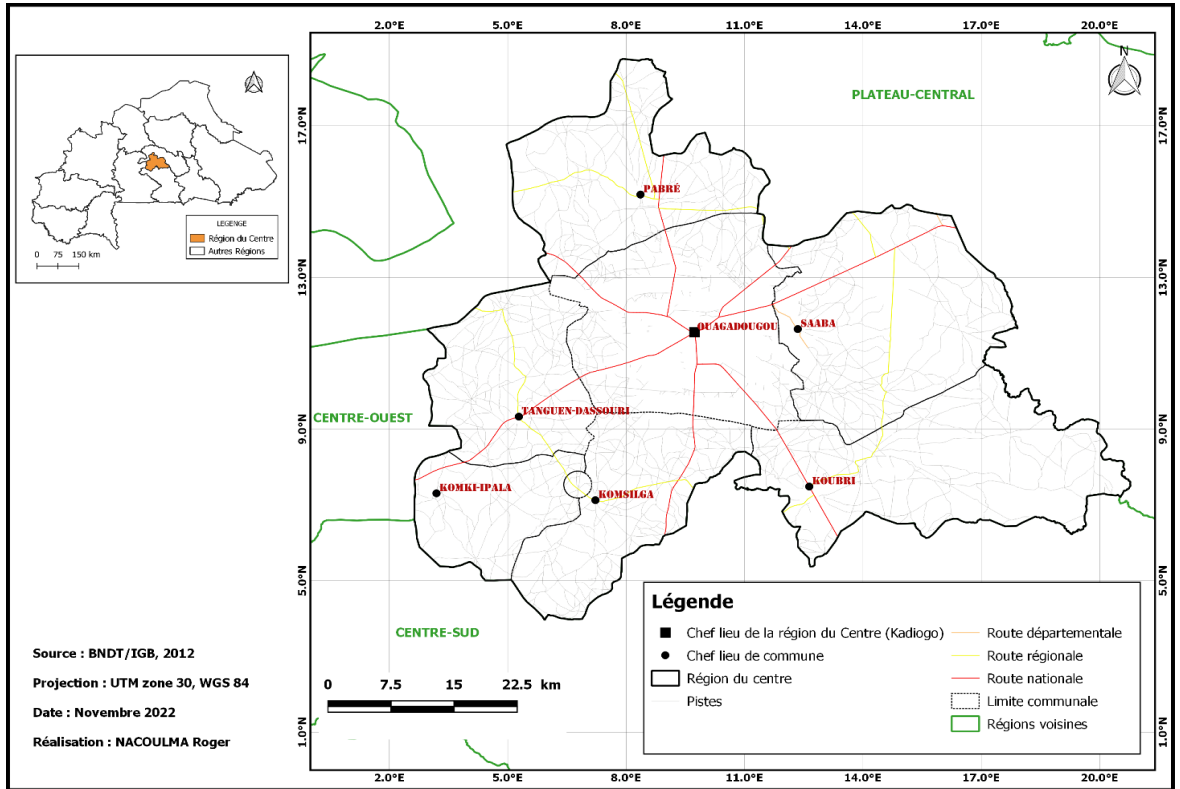 2.0°E 5.0°E 8.0°E 11.0°E 14.0°E 17.0°E 20.0°E
N
PLATEAU-CENTRAL
17.0°N 17.0°N
LEGENGE
Région du Centre
Autres Régions
0 75 150 km
PABRÉ
13.0°N 13.0°N
OUAGADOUGOU
SAABA
TANGUEN-DASSOURI
CENTRE-OUEST
9.0°N 9.0°N
KOMKI-IPALA
KOMSILGA
KOUBRI
5.0°N 5.0°N
CENTRE-SUD
Légende
Chef lieu de la région du Centre (Kadiogo)
Chef lieu de commune
Région du centre
Pistes
Route départementale
Route régionale
Route nationale
Limite communale
Régions voisines
0 7.5 15 22.5 km
1.0°N 1.0°N
2.0°E 5.0°E 8.0°E 11.0°E 14.0°E 17.0°E 20.0°E
Source : BNDT/IGB, 2012
Projection : UTM zone 30, WGS 84
Date : Novembre 2022
Réalisation : NACOULMA Roger